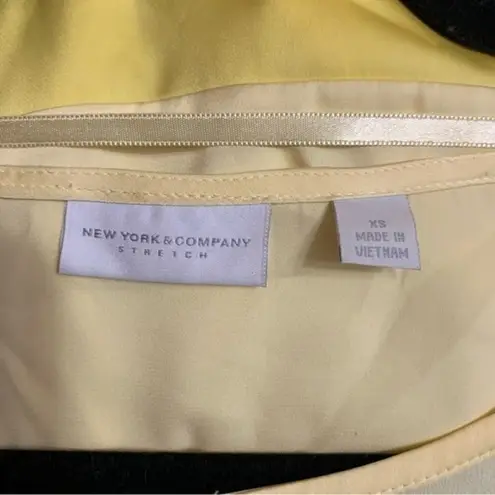 NEW YORK & COMPANY
STRETCH
XS
MADE IN
VIETNAM